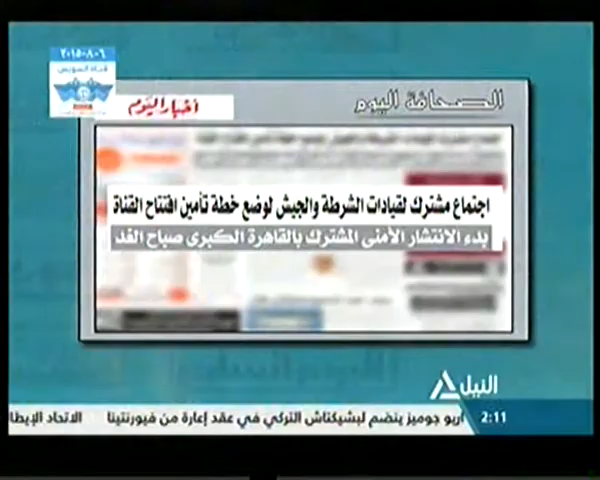 ٢٠١٥-٨-٦
قناة السويس
الصحافة اليوم
أخبار اليوم
اجتماع مشترك لقيادات الشرطة والجيش لوضع خطة تأمين افتتاح القناة
بدء الانتشار الأمنى المشترك بالقاهرة الكبرى صباح الغد
النيل
2:11
اريو جوميز ينضم لبشيكتاش التركي في عقد إعارة من فيورنتينا
الاتحاد الإيطا